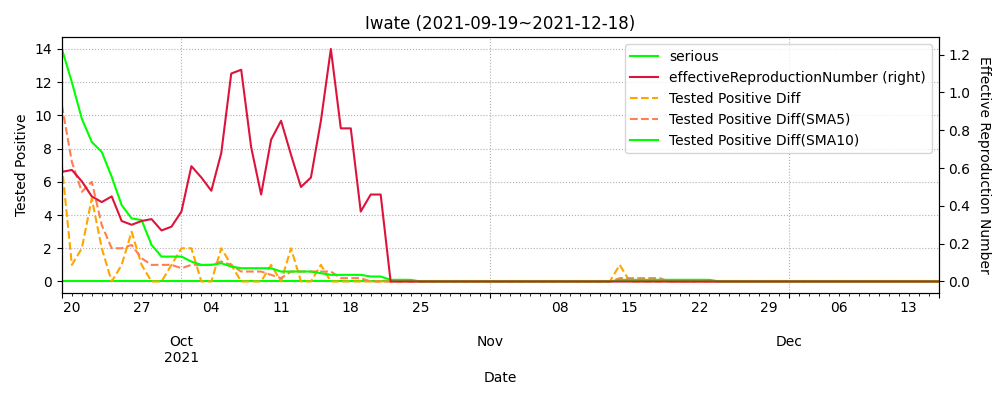 Iwate (2021-09-19~2021-12-18)
14
12
10
8
6
4
2
0
Tested Positive
1.2
1.0
0.8
0.6
0.4
0.2
0.0
Effective Reproduction Number
serious
effectiveReproductionNumber (right)
Tested Positive Diff
Tested Positive Diff(SMA5)
Tested Positive Diff(SMA10)
20 27 04 11 18 25 08 15 22 29 06 13
Oct Nov Dec
2021
Date